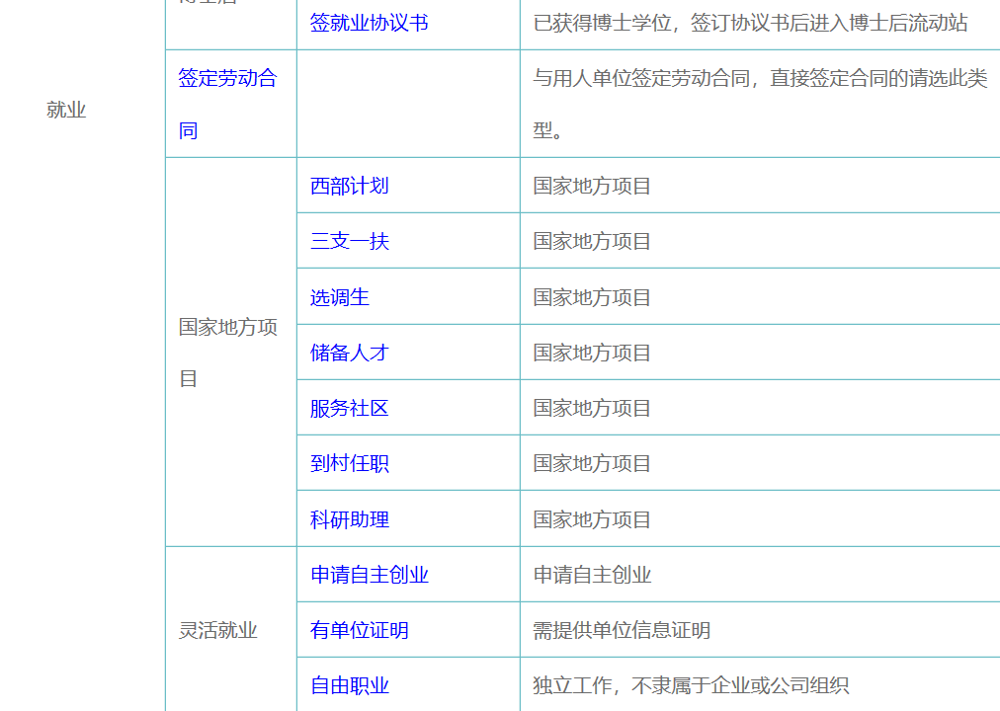 签就业协议书
已获得博士学位，签订协议书后进入博士后流动站
就业
签定劳动合
同
与用人单位签定劳动合同，直接签定合同的请选此类
型。
国家地方项
目
西部计划
国家地方项目
三支一扶
国家地方项目
选调生
国家地方项目
储备人才
国家地方项目
服务社区
国家地方项目
到村任职
国家地方项目
科研助理
国家地方项目
灵活就业
申请自主创业
申请自主创业
有单位证明
需提供单位信息证明
自由职业
独立工作，不隶属于企业或公司组织